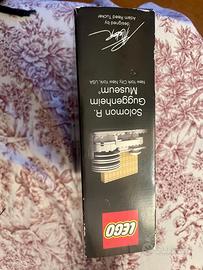 Solomon R.
Guggenheim
Museum®
New York City New York, USA
Designed by
Adam Reed Tucker
LEGO